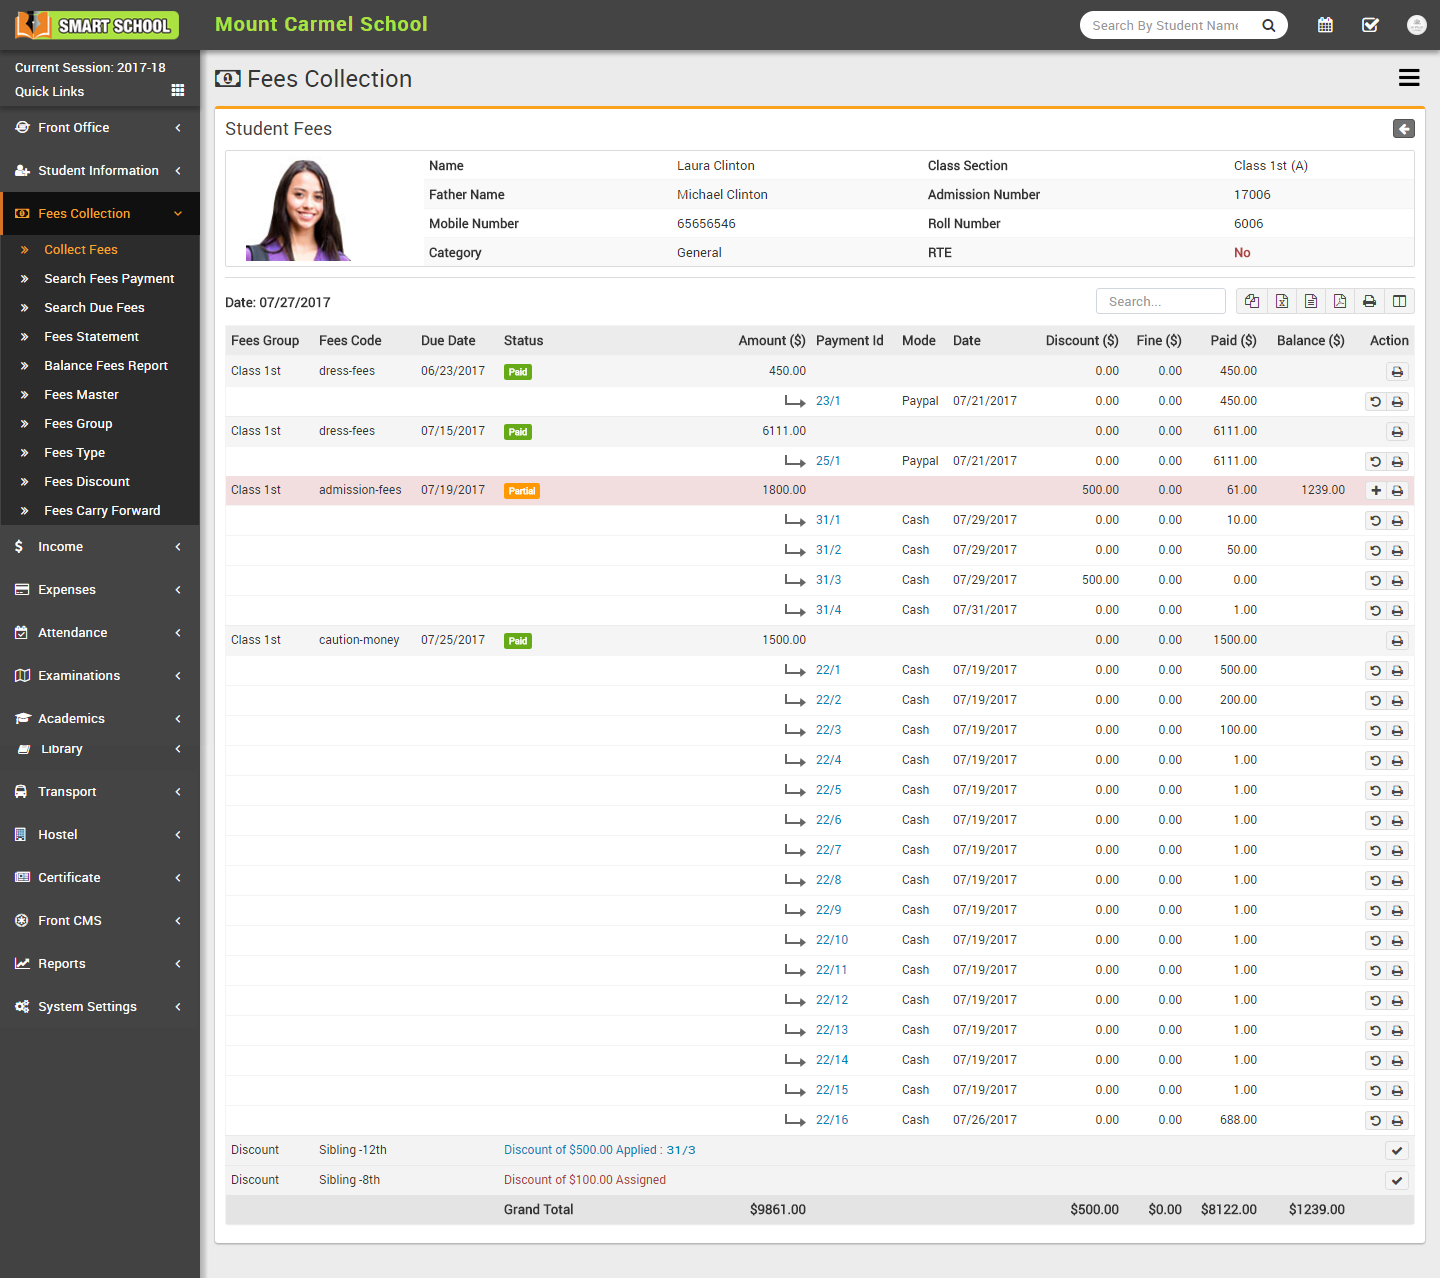 SMART SCHOOL
Mount Carmel School
Search By Student Name
Current Session: 2017-18
Quick Links
Front Office
Student Information
Fees Collection
Collect Fees
Search Fees Payment
Search Due Fees
Fees Statement
Balance Fees Report
Fees Master
Fees Group
Fees Type
Fees Discount
Fees Carry Forward
Income
Expenses
Attendance
Examinations
Academics
Library
Transport
Hostel
Certificate
Front CMS
Reports
System Settings
Fees Collection
Student Fees
Name Laura Clinton Class Section Class 1st (A)
Father Name Michael Clinton Admission Number 17006
Mobile Number 65656546 Roll Number 6006
Category General RTE No
Date: 07/27/2017
Search...
Fees Group Fees Code Due Date Status Amount ($) Payment Id Mode Date Discount ($) Fine ($) Paid ($) Balance ($) Action
Class 1st dress-fees 06/23/2017 Paid 450.00 0.00 0.00 450.00
23/1 Paypal 07/21/2017 0.00 0.00 450.00
Class 1st dress-fees 07/15/2017 Paid 6111.00 0.00 0.00 6111.00
25/1 Paypal 07/21/2017 0.00 0.00 6111.00
Class 1st admission-fees 07/19/2017 Partial 1800.00 500.00 0.00 61.00 1239.00
31/1 Cash 07/29/2017 0.00 0.00 10.00
31/2 Cash 07/29/2017 0.00 0.00 50.00
31/3 Cash 07/29/2017 500.00 0.00 0.00
31/4 Cash 07/31/2017 0.00 0.00 1.00
Class 1st caution-money 07/25/2017 Paid 1500.00 0.00 0.00 1500.00
22/1 Cash 07/19/2017 0.00 0.00 500.00
22/2 Cash 07/19/2017 0.00 0.00 200.00
22/3 Cash 07/19/2017 0.00 0.00 100.00
22/4 Cash 07/19/2017 0.00 0.00 1.00
22/5 Cash 07/19/2017 0.00 0.00 1.00
22/6 Cash 07/19/2017 0.00 0.00 1.00
22/7 Cash 07/19/2017 0.00 0.00 1.00
22/8 Cash 07/19/2017 0.00 0.00 1.00
22/9 Cash 07/19/2017 0.00 0.00 1.00
22/10 Cash 07/19/2017 0.00 0.00 1.00
22/11 Cash 07/19/2017 0.00 0.00 1.00
22/12 Cash 07/19/2017 0.00 0.00 1.00
22/13 Cash 07/19/2017 0.00 0.00 1.00
22/14 Cash 07/19/2017 0.00 0.00 1.00
22/15 Cash 07/19/2017 0.00 0.00 1.00
22/16 Cash 07/26/2017 0.00 0.00 688.00
Discount Sibling -12th Discount of $500.00 Applied : 31/3
Discount Sibling -8th Discount of $100.00 Assigned
Grand Total $9861.00 $500.00 $0.00 $8122.00 $1239.00